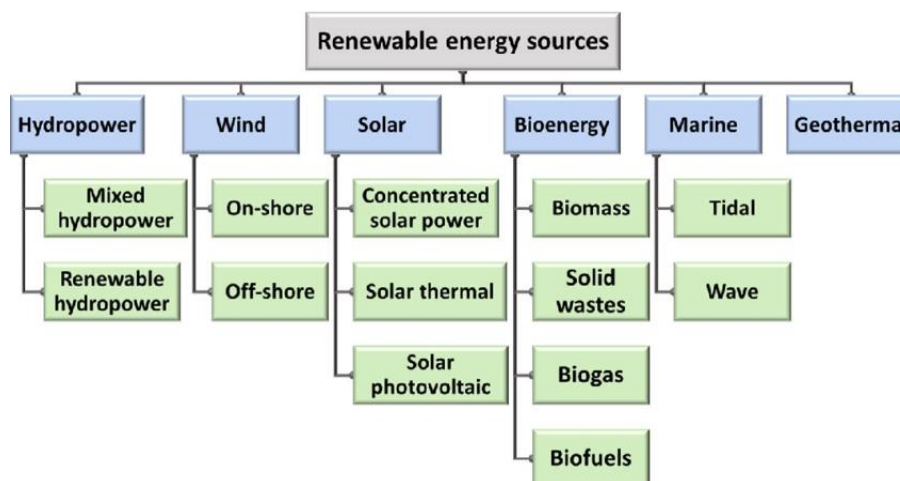 Renewable energy sources
Hydropower
Wind
Solar
Bioenergy
Marine
Geotherma
Mixed
hydropower
On-shore
Concentrated
solar power
Biomass
Tidal
Renewable
hydropower
Off-shore
Solar thermal
Solid
wastes
Wave
Solar
photovoltaic
Biogas
Biofuels